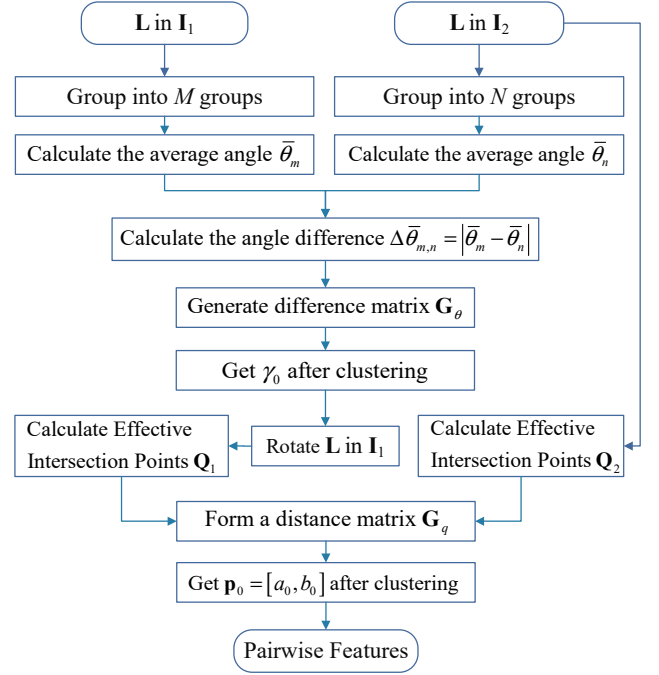 L in I₁
L in I₂
Group into M groups
Group into N groups
Calculate the average angle θ̅ₘ
Calculate the average angle θ̅ₙ
Calculate the angle difference Δθ̅ₘ,ₙ = |θ̅ₘ − θ̅ₙ|
Generate difference matrix G_θ
Get γ₀ after clustering
Calculate Effective
Intersection Points Q₁
Rotate L in I₁
Calculate Effective
Intersection Points Q₂
Form a distance matrix G_q
Get p₀ = [a₀, b₀] after clustering
Pairwise Features